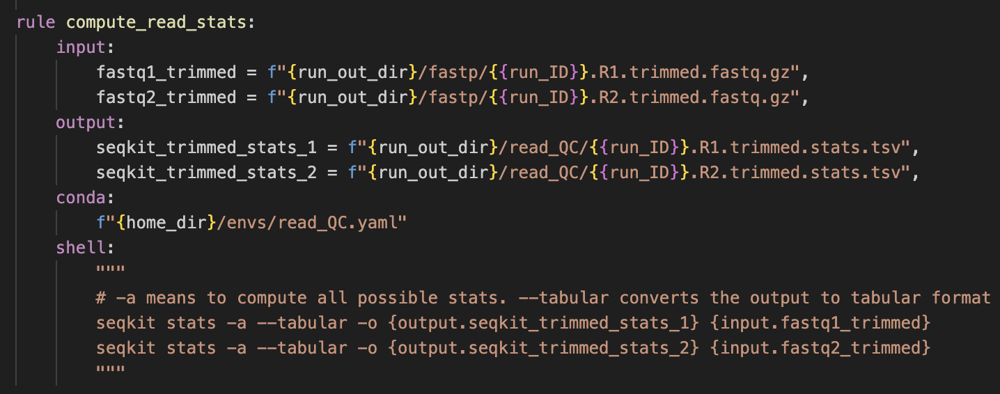 rule compute_read_stats:
    input:
        fastq1_trimmed = f"{run_out_dir}/fastp/{{run_ID}}.R1.trimmed.fastq.gz",
        fastq2_trimmed = f"{run_out_dir}/fastp/{{run_ID}}.R2.trimmed.fastq.gz",
    output:
        seqkit_trimmed_stats_1 = f"{run_out_dir}/read_QC/{{run_ID}}.R1.trimmed.stats.tsv",
        seqkit_trimmed_stats_2 = f"{run_out_dir}/read_QC/{{run_ID}}.R2.trimmed.stats.tsv",
    conda:
        f"{home_dir}/envs/read_QC.yaml"
    shell:
        """
        # -a means to compute all possible stats. --tabular converts the output to tabular format
        seqkit stats -a --tabular -o {output.seqkit_trimmed_stats_1} {input.fastq1_trimmed}
        seqkit stats -a --tabular -o {output.seqkit_trimmed_stats_2} {input.fastq2_trimmed}
        """